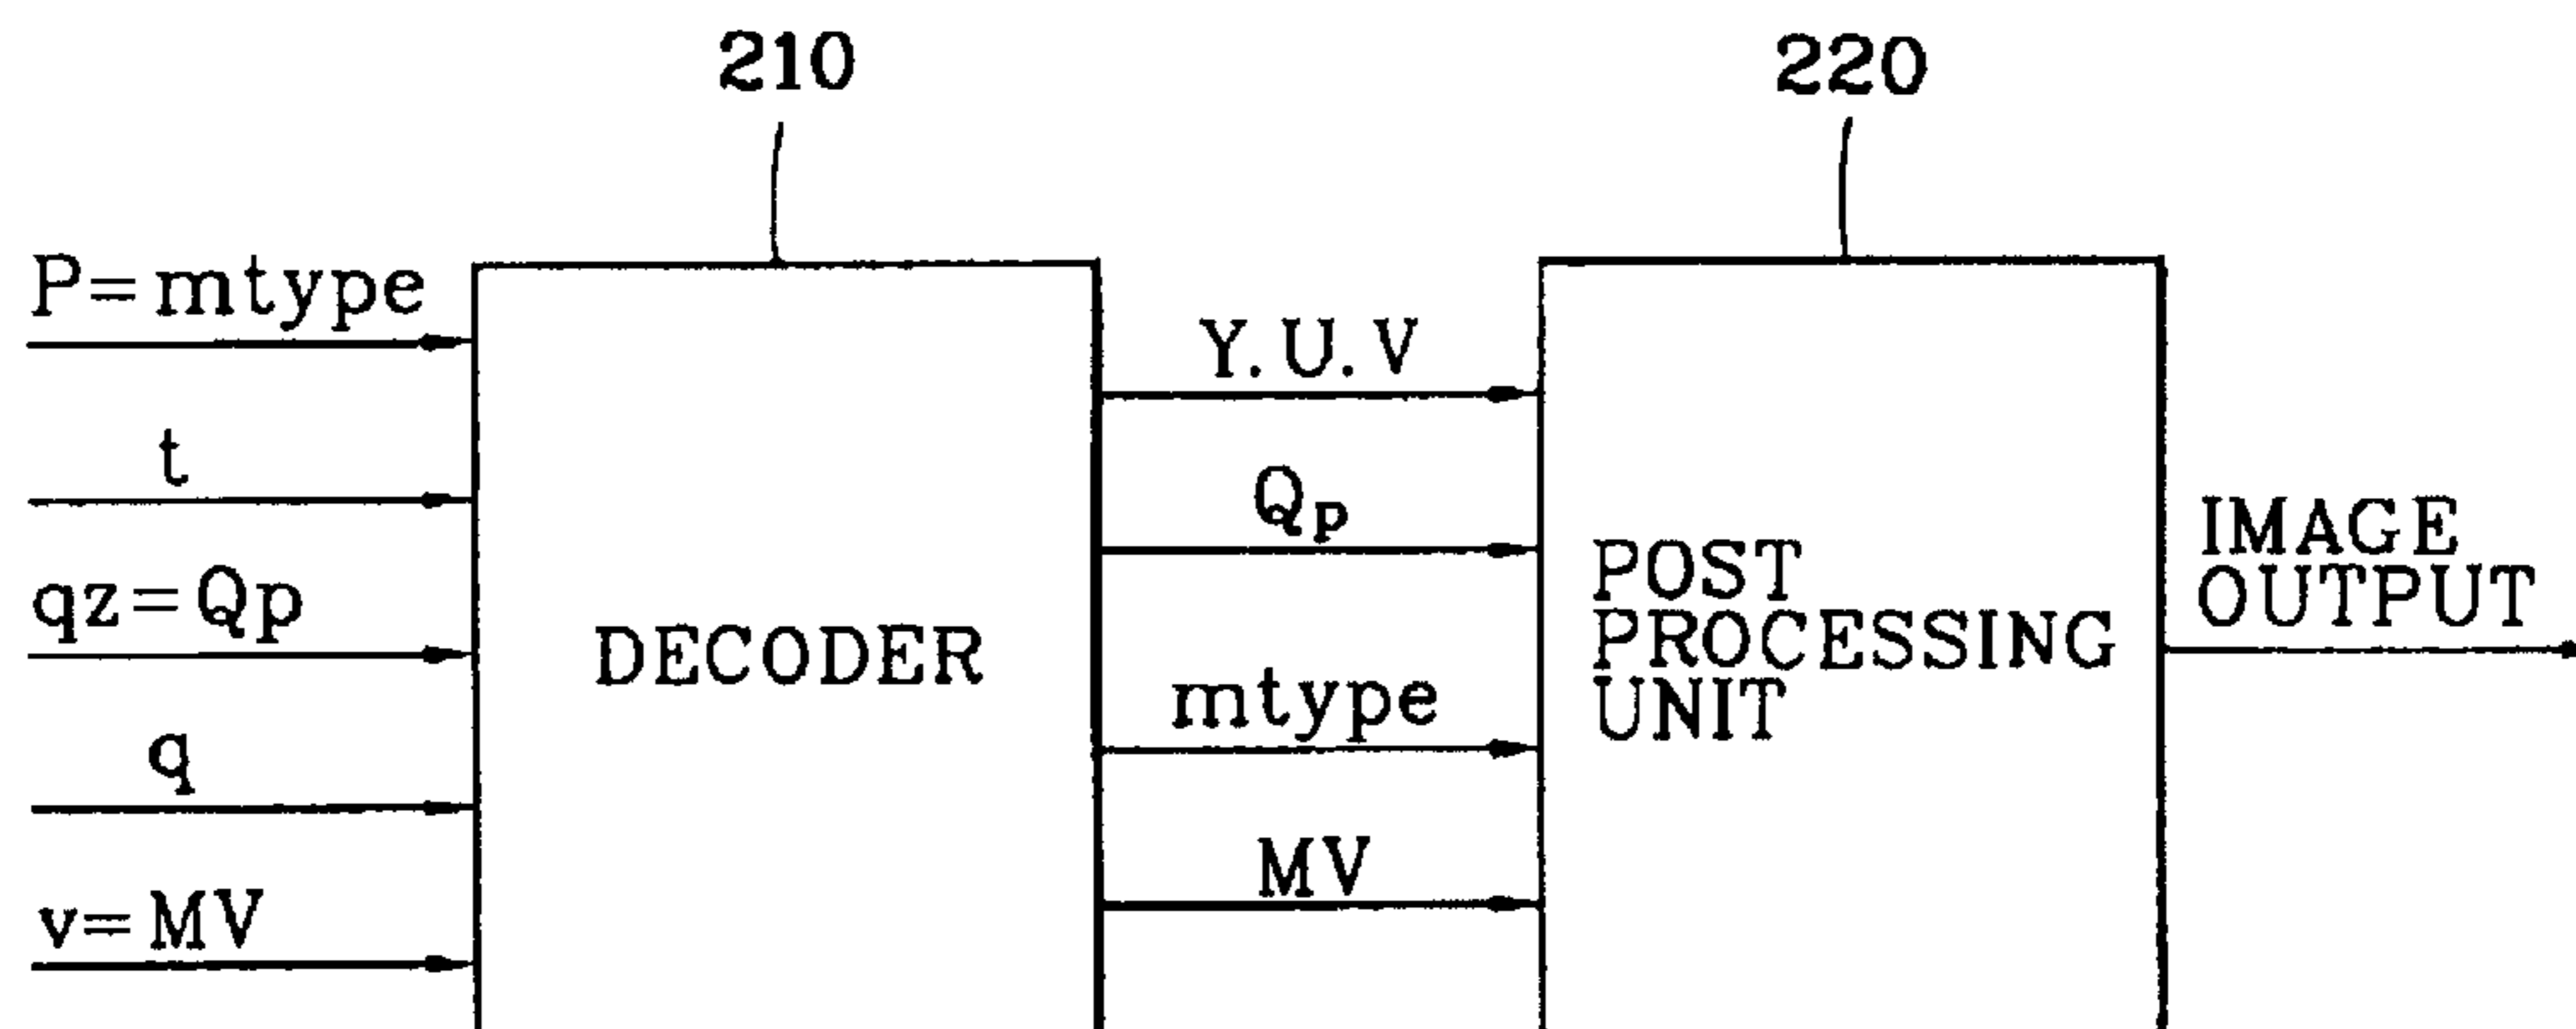 210
220
P=mtype
t
qz=Qp
q
v=MV
DECODER
Y.U.V
Qp
mtype
MV
POST
PROCESSING
UNIT
IMAGE
OUTPUT